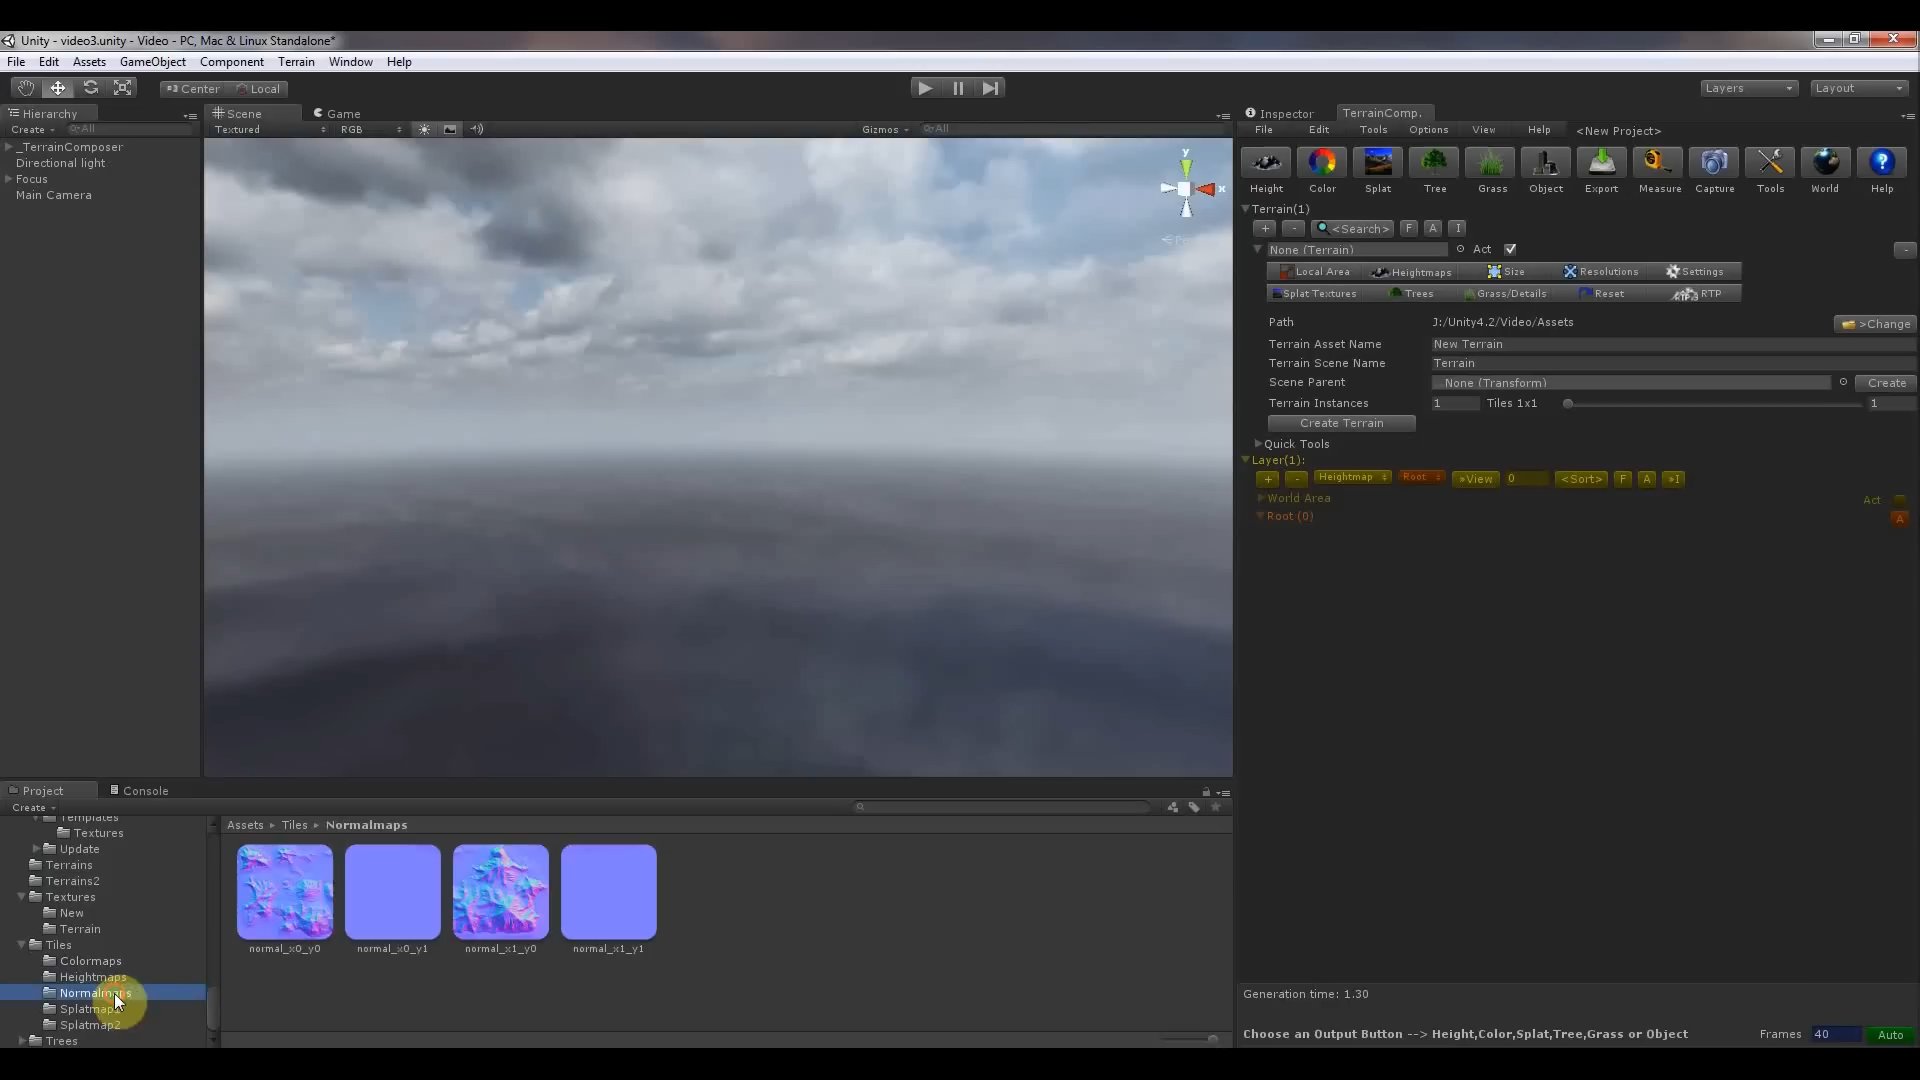 Unity - video3.unity - Video - PC, Mac & Linux Standalone*
File Edit Assets GameObject Component Terrain Window Help
Center Local
Layers Layout
Hierarchy
Create All
_TerrainComposer
Directional light
Focus
Main Camera
Scene Game
Textured RGB Gizmos All
y
x
Inspector TerrainComp.
File Edit Tools Options View Help <New Project>
Height Color Splat Tree Grass Object Export Measure Capture Tools World Help
Terrain(1)
+ - <Search> F A I
None (Terrain) Act -
Local Area Heightmaps Size Resolutions Settings
Splat Textures Trees Grass/Details Reset RTP
Path J:/Unity4.2/Video/Assets >Change
Terrain Asset Name New Terrain
Terrain Scene Name Terrain
Scene Parent None (Transform) Create
Terrain Instances 1 Tiles 1x1 1
Create Terrain
Quick Tools
Layer(1):
+ - Heightmap Root »View 0 <Sort> F A »I
World Area Act
Root (0) A
Project Console
Create
Templates
Textures
Update
Terrains
Terrains2
Textures
New
Terrain
Tiles
Colormaps
Heightmaps
Normalmaps
Splatmap
Splatmap2
Trees
Assets ▸ Tiles ▸ Normalmaps
normal_x0_y0 normal_x0_y1 normal_x1_y0 normal_x1_y1
Generation time: 1.30
Choose an Output Button --> Height,Color,Splat,Tree,Grass or Object Frames 40 Auto